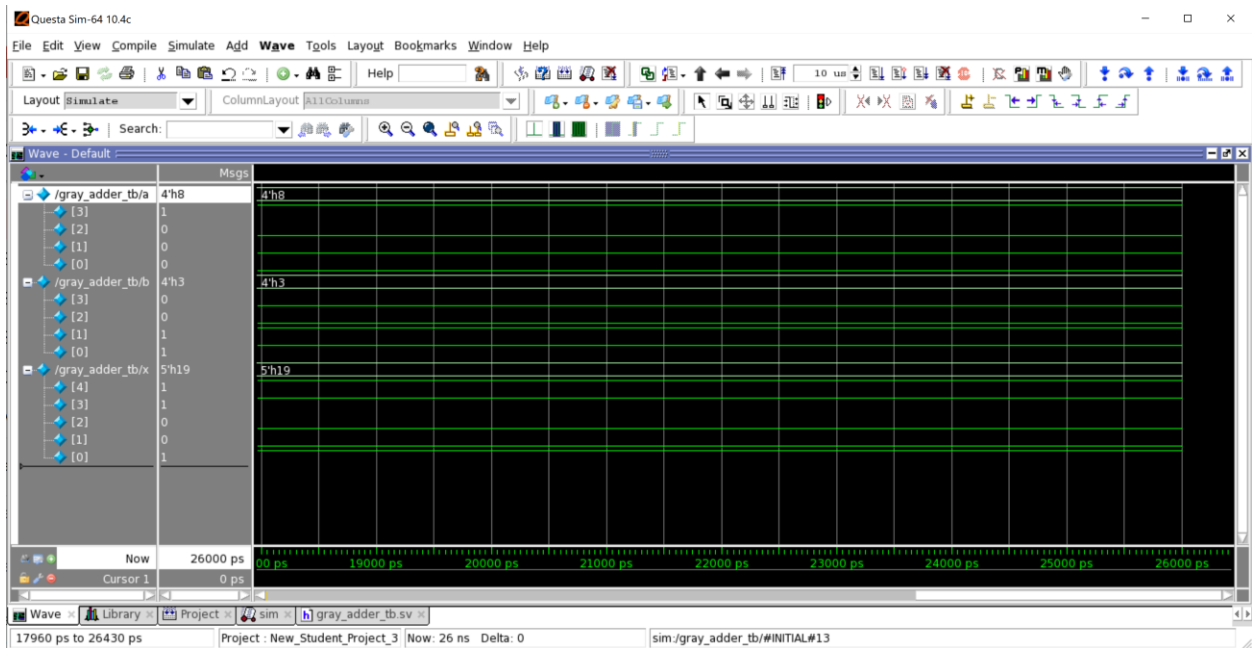 Questa Sim-64 10.4c
File Edit View Compile Simulate Add Wave Tools Layout Bookmarks Window Help
Help 10 us
Layout Simulate ColumnLayout AllColumns
Search:
Wave - Default
Msgs
/gray_adder_tb/a 4'h8 4'h8
[3] 1
[2] 0
[1] 0
[0] 0
/gray_adder_tb/b 4'h3 4'h3
[3] 0
[2] 0
[1] 1
[0] 1
/gray_adder_tb/x 5'h19 5'h19
[4] 1
[3] 1
[2] 0
[1] 0
[0] 1
Now 26000 ps 00 ps 19000 ps 20000 ps 21000 ps 22000 ps 23000 ps 24000 ps 25000 ps 26000 ps
Cursor 1 0 ps
Wave Library Project sim gray_adder_tb.sv
17960 ps to 26430 ps Project : New_Student_Project_3 Now: 26 ns Delta: 0 sim:/gray_adder_tb/#INITIAL#13